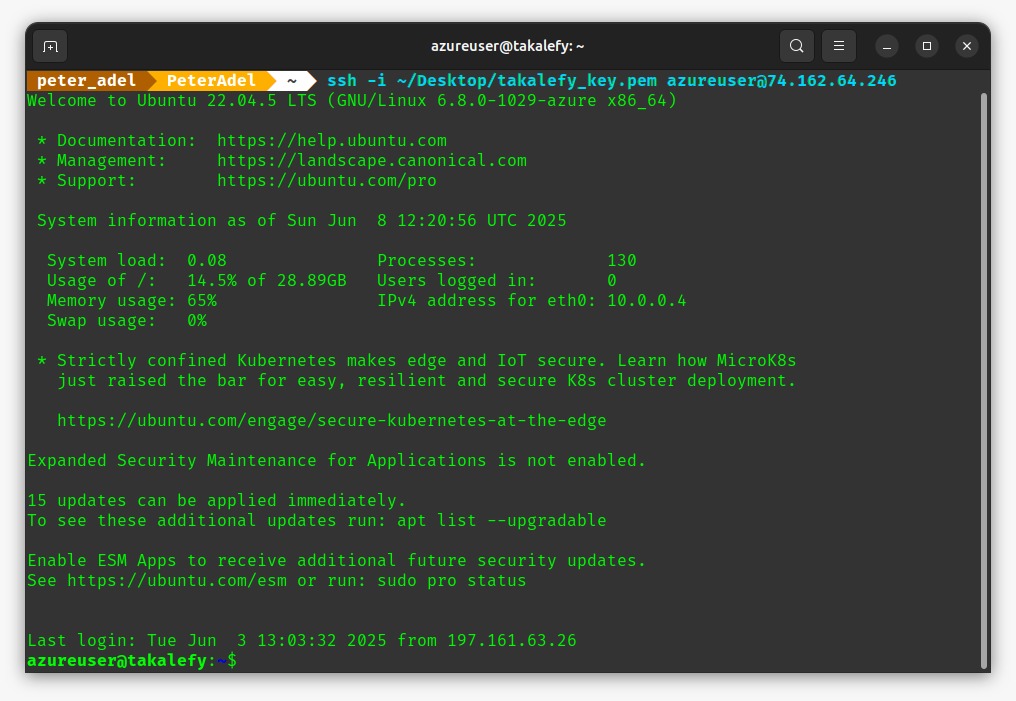 azureuser@takalefy: ~
peter_adel PeterAdel ~ ssh -i ~/Desktop/takalefy_key.pem azureuser@74.162.64.246
Welcome to Ubuntu 22.04.5 LTS (GNU/Linux 6.8.0-1029-azure x86_64)
* Documentation: https://help.ubuntu.com
* Management: https://landscape.canonical.com
* Support: https://ubuntu.com/pro
System information as of Sun Jun 8 12:20:56 UTC 2025
System load: 0.08 Processes: 130
Usage of /: 14.5% of 28.89GB Users logged in: 0
Memory usage: 65% IPv4 address for eth0: 10.0.0.4
Swap usage: 0%
* Strictly confined Kubernetes makes edge and IoT secure. Learn how MicroK8s
just raised the bar for easy, resilient and secure K8s cluster deployment.
https://ubuntu.com/engage/secure-kubernetes-at-the-edge
Expanded Security Maintenance for Applications is not enabled.
15 updates can be applied immediately.
To see these additional updates run: apt list --upgradable
Enable ESM Apps to receive additional future security updates.
See https://ubuntu.com/esm or run: sudo pro status
Last login: Tue Jun 3 13:03:32 2025 from 197.161.63.26
azureuser@takalefy:~$